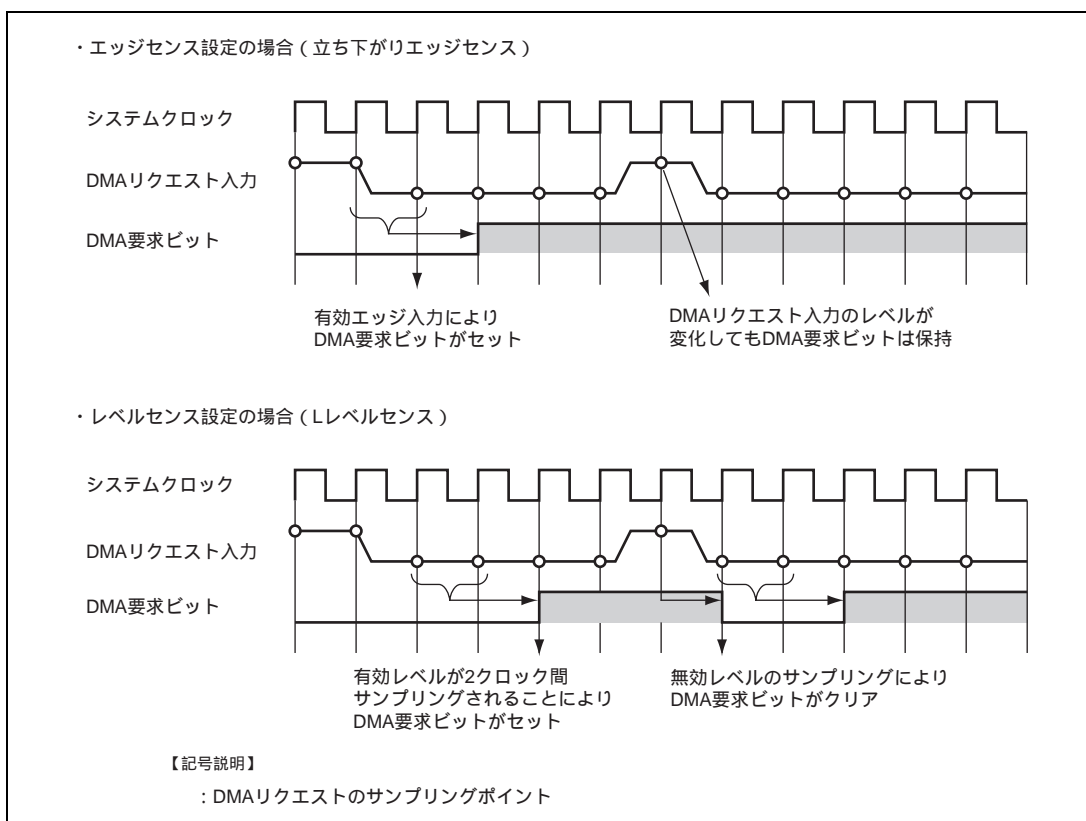 ・エッジセンス設定の場合（立ち下がりエッジセンス）
システムクロック
DMAリクエスト入力
DMA要求ビット
有効エッジ入力により
DMA要求ビットがセット
DMAリクエスト入力のレベルが
変化してもDMA要求ビットは保持
・レベルセンス設定の場合（Lレベルセンス）
システムクロック
DMAリクエスト入力
DMA要求ビット
有効レベルが2クロック間
サンプリングされることにより
DMA要求ビットがセット
無効レベルのサンプリングにより
DMA要求ビットがクリア
【記号説明】
：DMAリクエストのサンプリングポイント